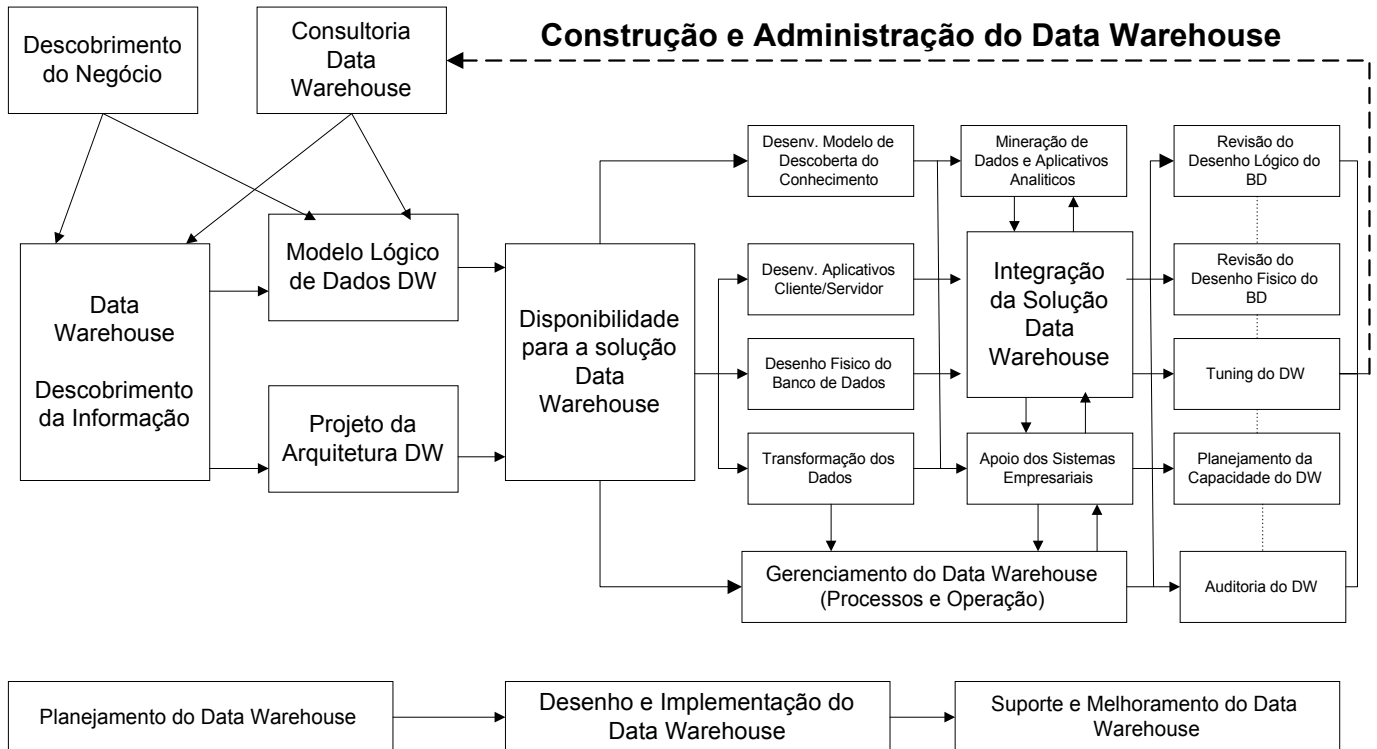 Descobrimento
do Negócio
Consultoria
Data
Warehouse
Construção e Administração do Data Warehouse
Data
Warehouse
Descobrimento
da Informação
Modelo Lógico
de Dados DW
Projeto da
Arquitetura DW
Disponibilidade
para a solução
Data
Warehouse
Desenv. Modelo de
Descoberta do
Conhecimento
Desenv. Aplicativos
Cliente/Servidor
Desenho Fisico do
Banco de Dados
Transformação dos
Dados
Mineração de
Dados e Aplicativos
Analiticos
Integração
da Solução
Data
Warehouse
Apoio dos Sistemas
Empresariais
Gerenciamento do Data Warehouse
(Processos e Operação)
Revisão do
Desenho Lógico do
BD
Revisão do
Desenho Fisico do
BD
Tuning do DW
Planejamento da
Capacidade do DW
Auditoria do DW
Planejamento do Data Warehouse
Desenho e Implementação do
Data Warehouse
Suporte e Melhoramento do Data
Warehouse